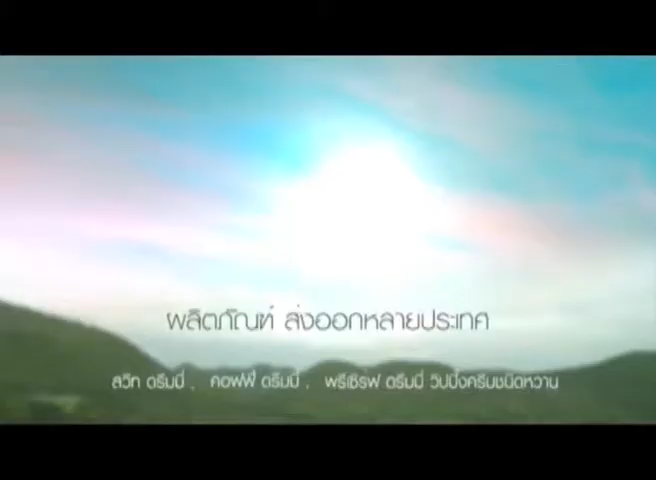 ผลิตภัณฑ์ ส่งออกหลายประเทศ
สวีท ดรีมมี่ , คอฟฟี่ ดรีมมี่ , พรีเซิรฟ ดรีมมี่ วิปปิ้งครีมชนิดหวาน